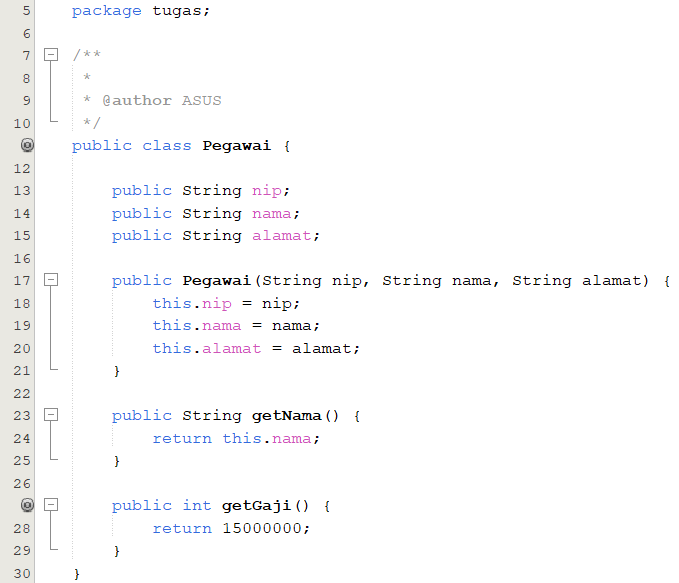 5 package tugas;
6
7 /**
8 *
9 * @author ASUS
10 */
public class Pegawai {
12
13 public String nip;
14 public String nama;
15 public String alamat;
16
17 public Pegawai(String nip, String nama, String alamat) {
18 this.nip = nip;
19 this.nama = nama;
20 this.alamat = alamat;
21 }
22
23 public String getNama() {
24 return this.nama;
25 }
26
public int getGaji() {
28 return 15000000;
29 }
30 }